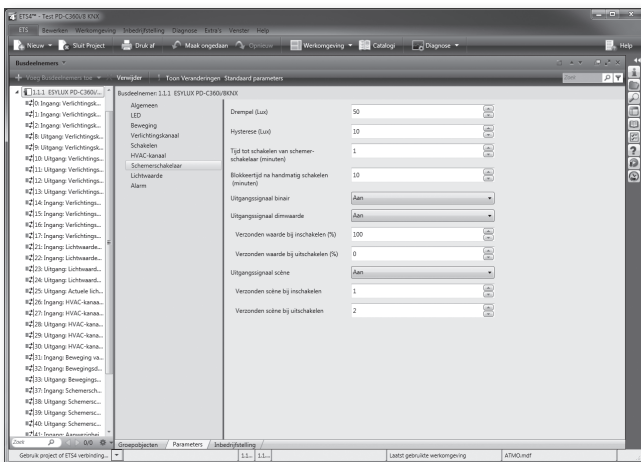 ETS4™ - Test PD-C360i/8 KNX
ETS Bewerken Werkomgeving Inbedrijfstelling Diagnose Extra's Venster Help
Nieuw Sluit Project Druk af Maak ongedaan Opnieuw Werkomgeving Catalogi Diagnose Help
Busdeelnemers
Voeg Busdeelnemers toe Verwijder Toon Veranderingen Standaard parameters Zoek
1.1.1 ESYLUX PD-C360i/...
0: Ingang: Verlichtingsk...
1: Ingang: Verlichtingsk...
2: Ingang: Verlichtingsk...
8: Uitgang: Verlichtingsk...
9: Uitgang: Verlichtingsk...
10: Uitgang: Verlichtings...
11: Uitgang: Verlichtings...
12: Uitgang: Verlichtings...
13: Uitgang: Verlichtings...
14: Ingang: Verlichtings...
15: Ingang: Verlichtings...
16: Ingang: Verlichtings...
17: Ingang: Verlichtings...
21: Ingang: Lichtwaarde...
22: Ingang: Lichtwaarde...
23: Uitgang: Lichtwaard...
24: Uitgang: Lichtwaard...
25: Uitgang: Actuele lich...
26: Ingang: HVAC-kanaa...
27: Ingang: HVAC-kanaa...
28: Uitgang: HVAC-kana...
29: Uitgang: HVAC-kana...
30: Uitgang: HVAC-kana...
31: Ingang: Beweging va...
32: Ingang: Bewegingsd...
33: Uitgang: Bewegings...
37: Ingang: Schemersch...
38: Uitgang: Schemersc...
39: Uitgang: Schemersc...
40: Uitgang: Schemersc...
41: Ingang: Aanwezighei...
Zoek 0/0
Busdeelnemer: 1.1.1 ESYLUX PD-C360i/8KNX
Algemeen
LED
Beweging
Verlichtingskanaal
Schakelen
HVAC-kanaal
Schemerschakelaar
Lichtwaarde
Alarm
Drempel (Lux) 50
Hysterese (Lux) 10
Tijd tot schakelen van schemer-
schakelaar (minuten) 1
Blokkeertijd na handmatig schakelen
(minuten) 10
Uitgangssignaal binair Aan
Uitgangssignaal dimwaarde Aan
Verzonden waarde bij inschakelen (%) 100
Verzonden waarde bij uitschakelen (%) 0
Uitgangssignaal scène Aan
Verzonden scène bij inschakelen 1
Verzonden scène bij uitschakelen 2
Groepobjecten Parameters Inbedrijfstelling
Gebruik project of ETS4 verbinding... 1.1... 1.1... Laatst gebruikte werkomgeving ATMO.mdf